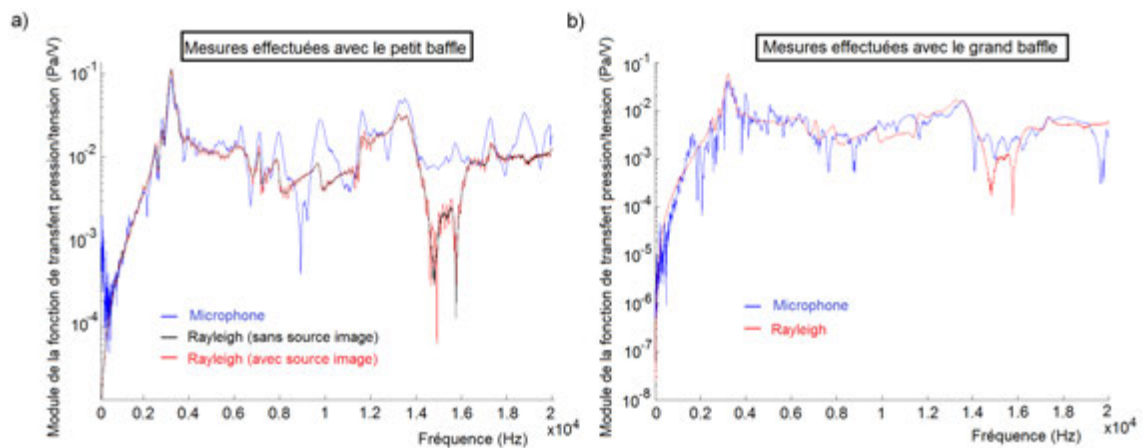 a)
Mesures effectuées avec le petit baffle
Module de la fonction de transfert pression/tension (Pa/V)
10-1
10-2
10-3
10-4
Microphone
Rayleigh (sans source image)
Rayleigh (avec source image)
0 0.2 0.4 0.6 0.8 1 1.2 1.4 1.6 1.8 2
x10 4
Fréquence (Hz)
b)
Mesures effectuées avec le grand baffle
Module de la fonction de transfert pression/tension (Pa/V)
10-1
10-2
10-3
10-4
10-5
10-6
10-7
10-8
Microphone
Rayleigh
0 0.2 0.4 0.6 0.8 1 1.2 1.4 1.6 1.8 2
x10 4
Fréquence (Hz)